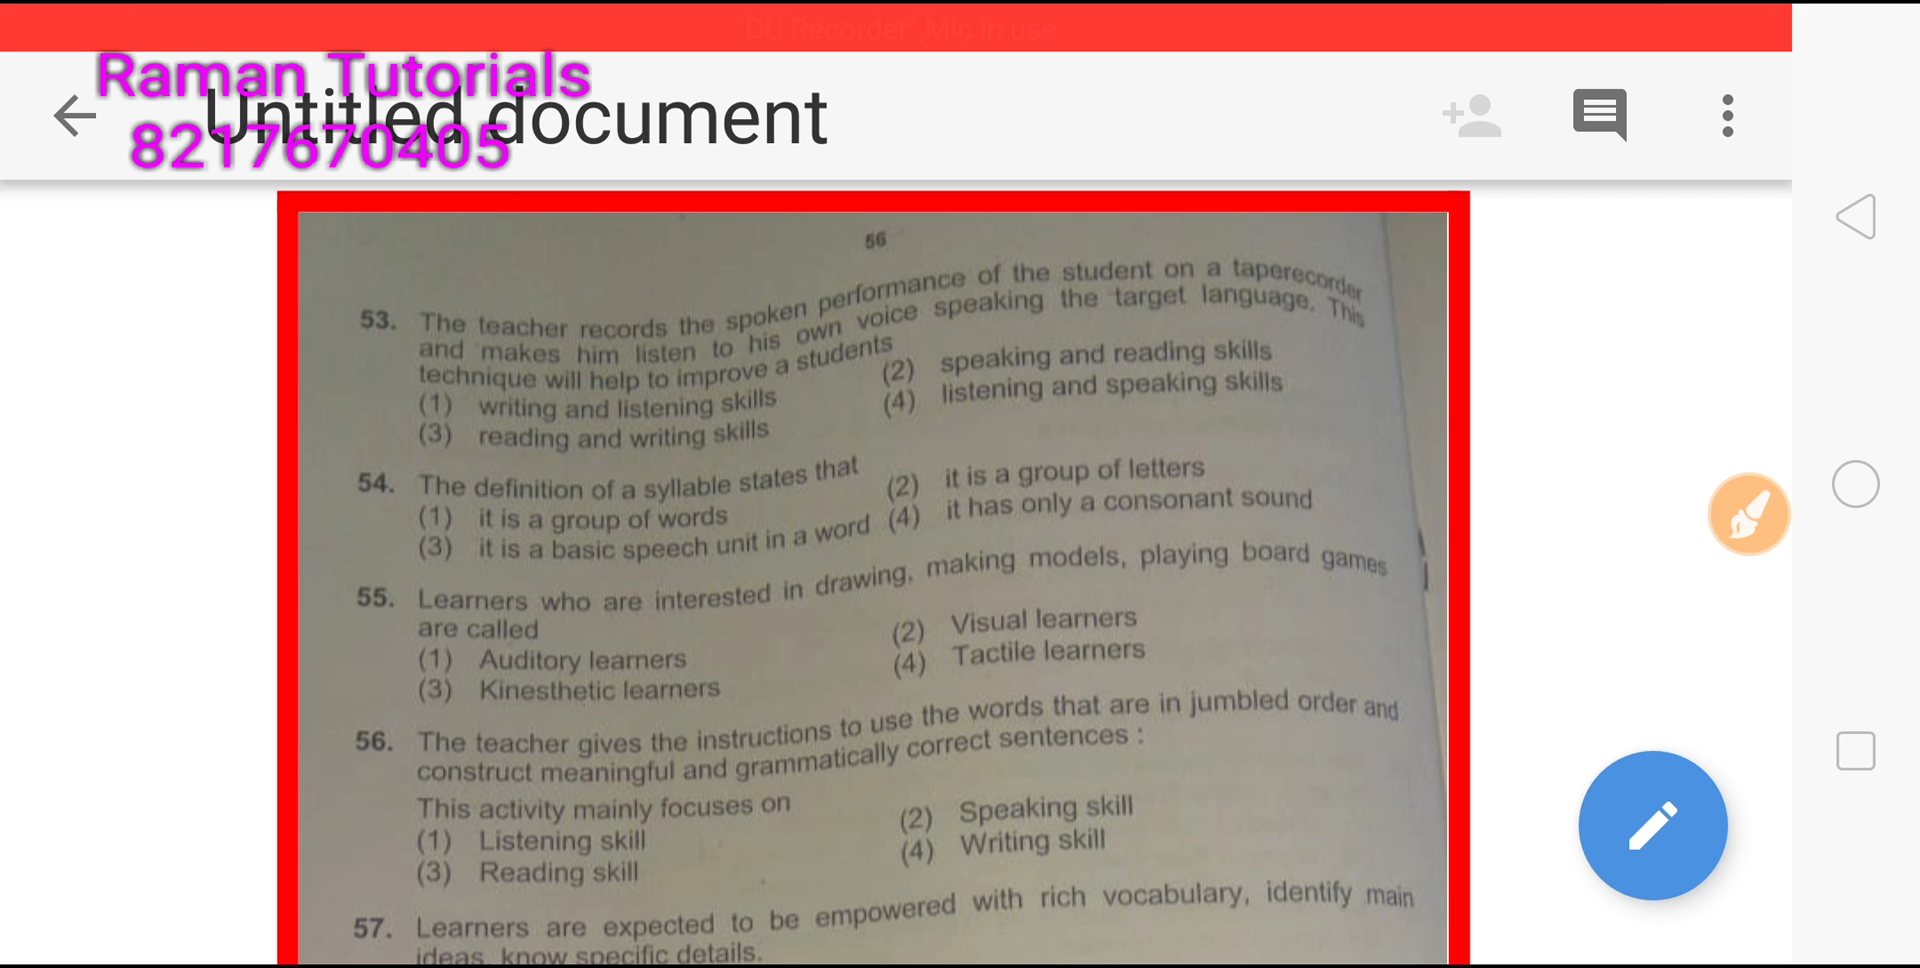 "DU Recorder" Mic in use
Raman Tutorials
Untitled document
8217670405
56
53. The teacher records the spoken performance of the student on a taperecorder
and makes him listen to his own voice speaking the target language. This
technique will help to improve a students
(1) writing and listening skills (2) speaking and reading skills
(3) reading and writing skills (4) listening and speaking skills
54. The definition of a syllable states that
(1) it is a group of words (2) it is a group of letters
(3) it is a basic speech unit in a word (4) it has only a consonant sound
55. Learners who are interested in drawing, making models, playing board games
are called
(1) Auditory learners (2) Visual learners
(3) Kinesthetic learners (4) Tactile learners
56. The teacher gives the instructions to use the words that are in jumbled order and
construct meaningful and grammatically correct sentences :
This activity mainly focuses on
(1) Listening skill (2) Speaking skill
(3) Reading skill (4) Writing skill
57. Learners are expected to be empowered with rich vocabulary, identify main
ideas, know specific details.